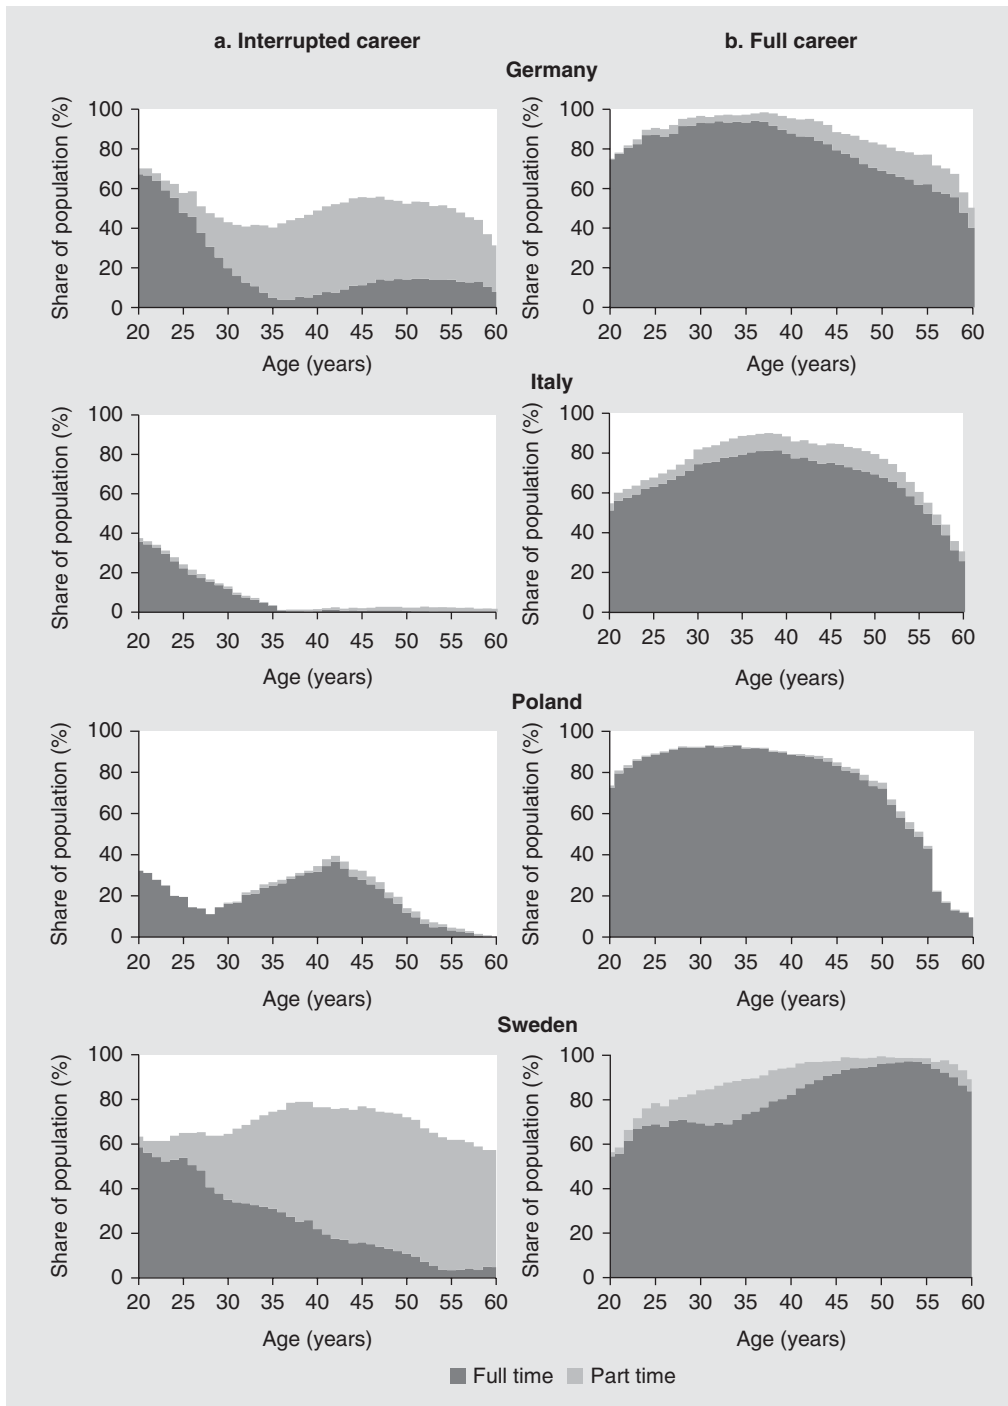 a. Interrupted career
b. Full career
Germany
Share of population (%)
100
80
60
40
20
0
20 25 30 35 40 45 50 55 60
Age (years)
Share of population (%)
100
80
60
40
20
0
20 25 30 35 40 45 50 55 60
Age (years)
Italy
Share of population (%)
100
80
60
40
20
0
20 25 30 35 40 45 50 55 60
Age (years)
Share of population (%)
100
80
60
40
20
0
20 25 30 35 40 45 50 55 60
Age (years)
Poland
Share of population (%)
100
80
60
40
20
0
20 25 30 35 40 45 50 55 60
Age (years)
Share of population (%)
100
80
60
40
20
0
20 25 30 35 40 45 50 55 60
Age (years)
Sweden
Share of population (%)
100
80
60
40
20
0
20 25 30 35 40 45 50 55 60
Age (years)
Share of population (%)
100
80
60
40
20
0
20 25 30 35 40 45 50 55 60
Age (years)
Full time Part time